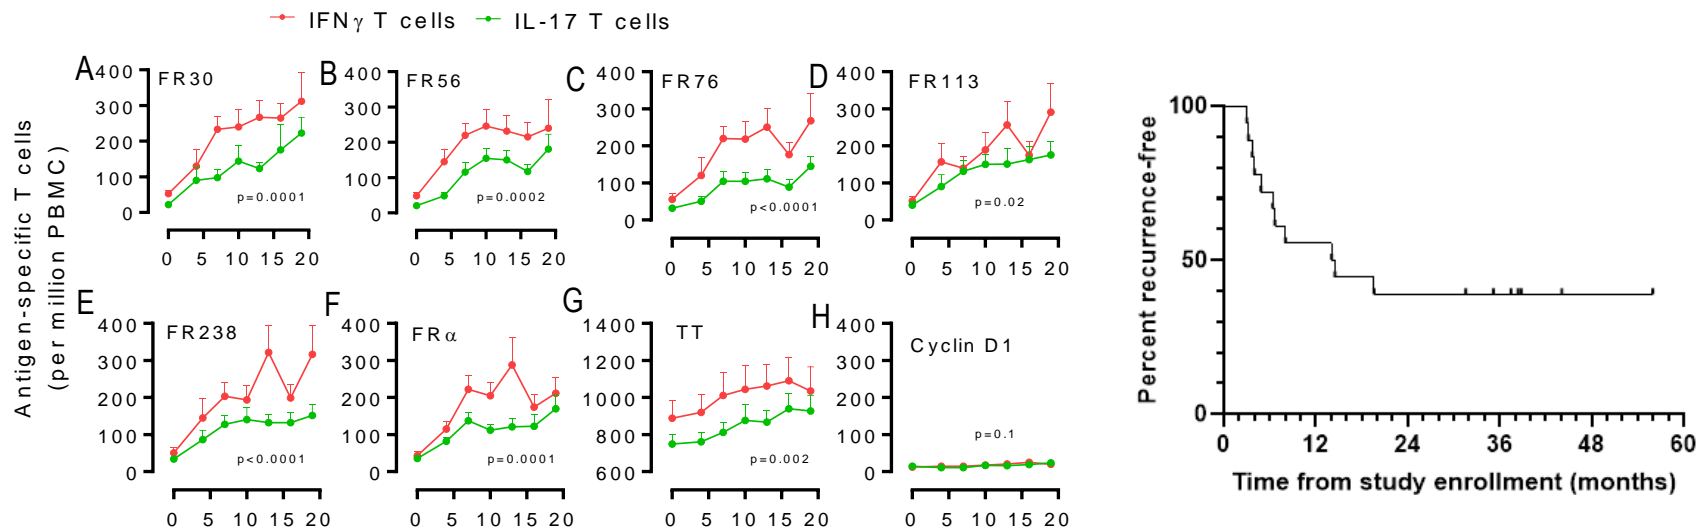 IFNγ T cells IL-17 T cells
Antigen-specific T cells
(per million PBMC)
A
FR30
400
300
200
100
0
p=0.0001
0 5 10 15 20
B
FR56
400
300
200
100
0
p=0.0002
0 5 10 15 20
C
FR76
400
300
200
100
0
p<0.0001
0 5 10 15 20
D
FR113
400
300
200
100
0
p=0.02
0 5 10 15 20
E
FR238
400
300
200
100
0
p<0.0001
0 5 10 15 20
F
FRα
400
300
200
100
0
p=0.0001
0 5 10 15 20
G
TT
1400
1200
1000
800
600
p=0.002
0 5 10 15 20
H
Cyclin D1
400
300
200
100
0
p=0.1
0 5 10 15 20
Percent recurrence-free
100
50
0
0 12 24 36 48 60
Time from study enrollment (months)